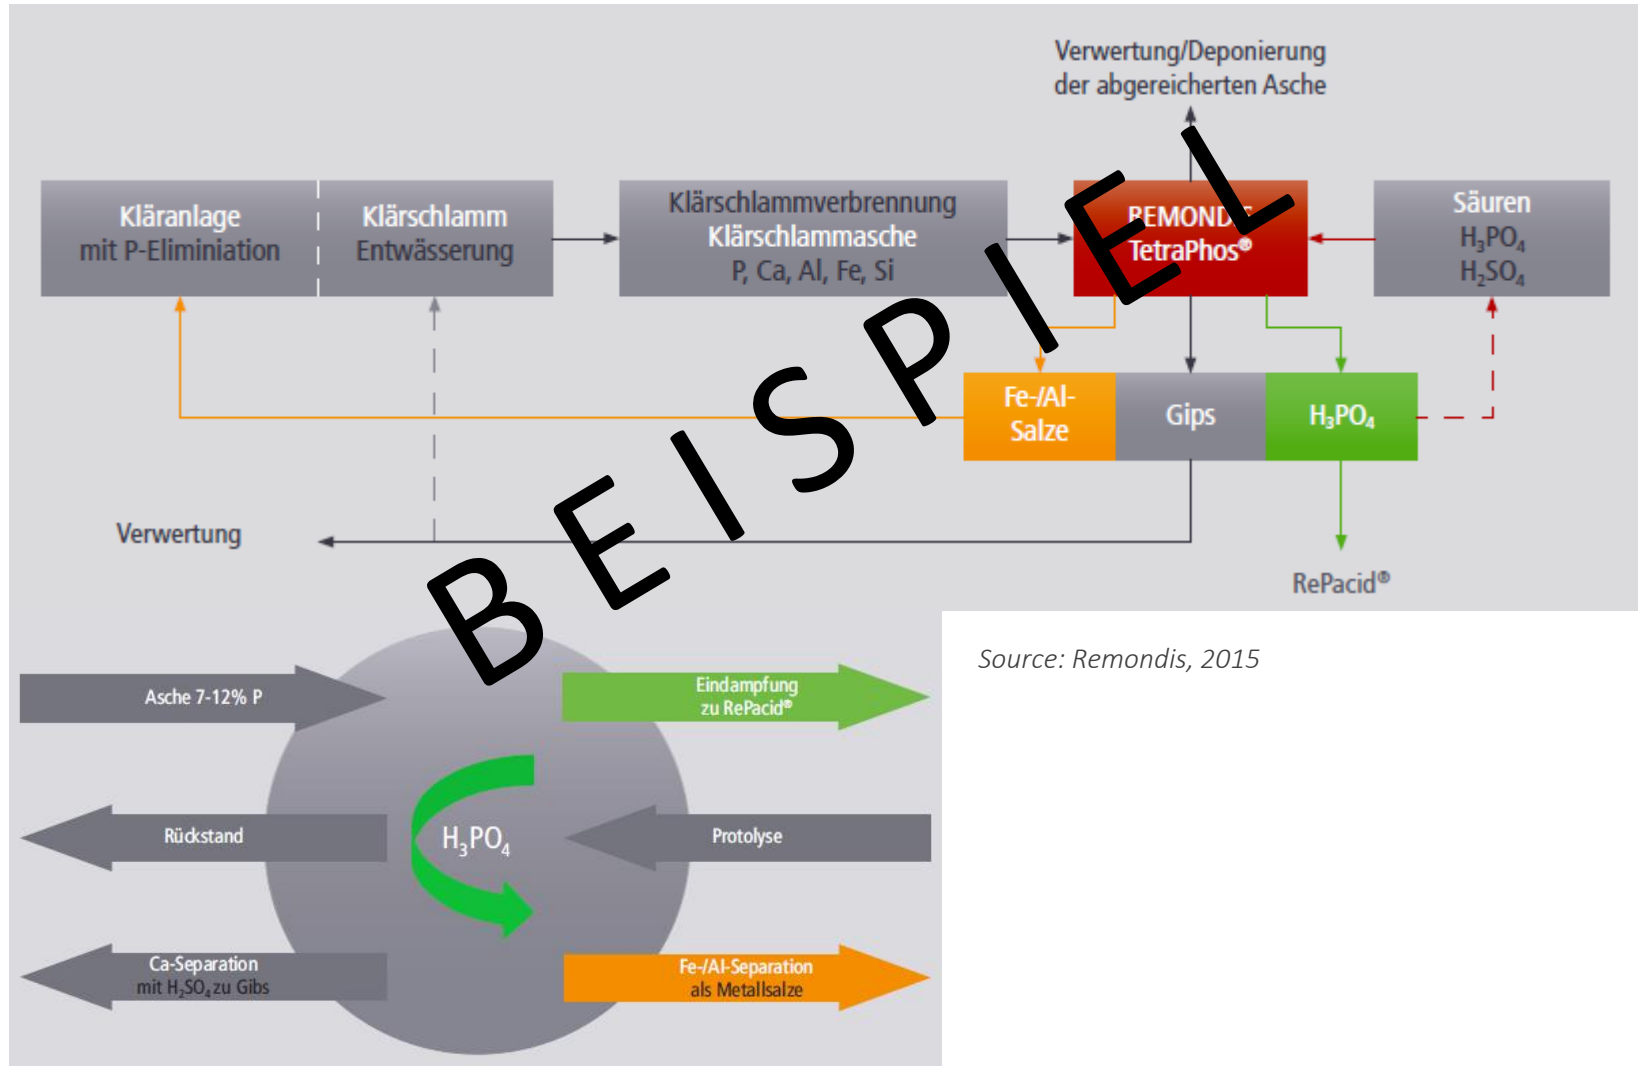 Verwertung/Deponierung
der abgereicherten Asche
Kläranlage
mit P-Eliminiation
Klärschlamm
Entwässerung
Klärschlammverbrennung
Klärschlammasche
P, Ca, Al, Fe, Si
REMONDIS
TetraPhos®
Säuren
H₃PO₄
H₂SO₄
Fe-/Al-
Salze
Gips
H₃PO₄
Verwertung
RePacid®
BEISPIEL
Source: Remondis, 2015
Asche 7-12% P
Eindampfung
zu RePacid®
Rückstand
H₃PO₄
Protolyse
Ca-Separation
mit H₂SO₄ zu Gibs
Fe-/Al-Separation
als Metallsalze